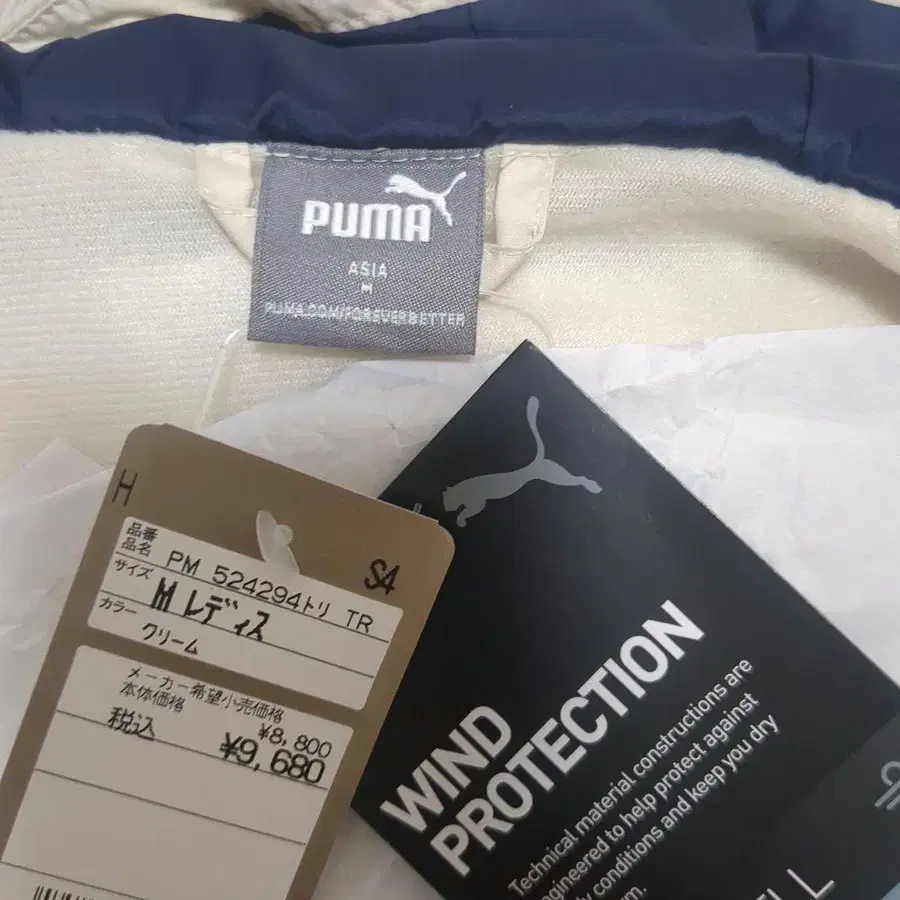 PUMA
ASIA
M
PUMA.COM/FOREVERBETTER
H
S4
品番
品名
PM 524294トリ TR
サイズ
M レディス
カラー
クリーム
メーカー希望小売価格
本体価格
¥8,800
税込
¥9,680
WIND
PROTECTION
Technical material constructions are
engineered to help protect against
conditions and keep you dry